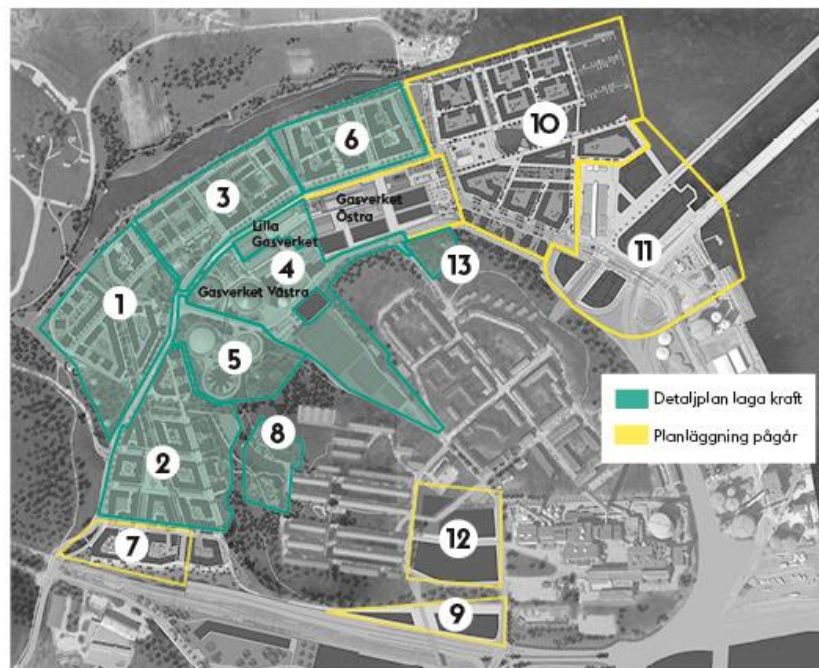 10
6
3
Gasverket
Östra
Lilla
Gasverket
4
13
11
Gasverket Västra
1
5
Detaljplan laga kraft
Planläggning pågår
8
2
12
7
9